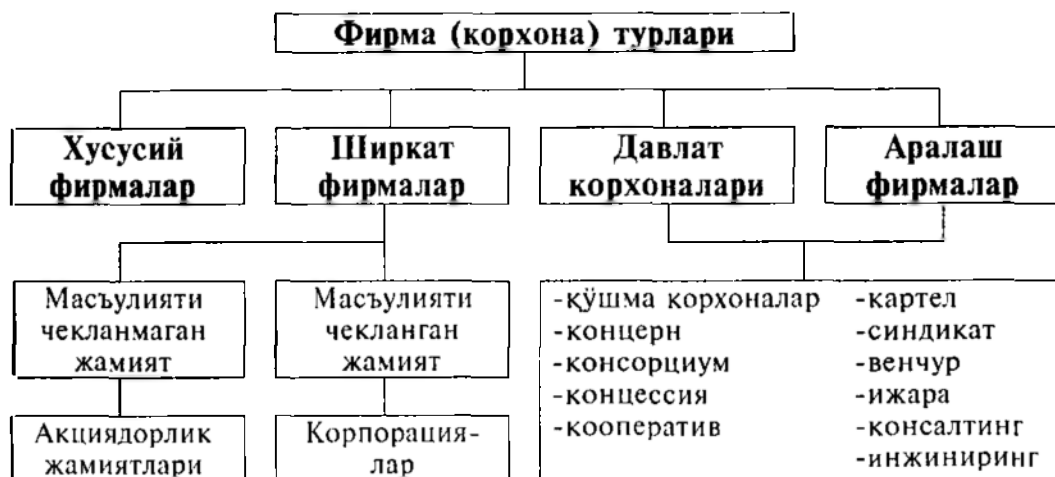 Фирма (корхона) турлари
Хусусий
фирмалар
Ширкат
фирмалар
Давлат
корхоналари
Аралаш
фирмалар
Масъулияти
чекланмаган
жамият
Масъулияти
чекланган
жамият
Акциядорлик
жамиятлари
Корпорация-
лар
-қўшма корхоналар
-концерн
-консорциум
-концессия
-кооператив
-картел
-синдикат
-венчур
-ижара
-консалтинг
-инжиниринг